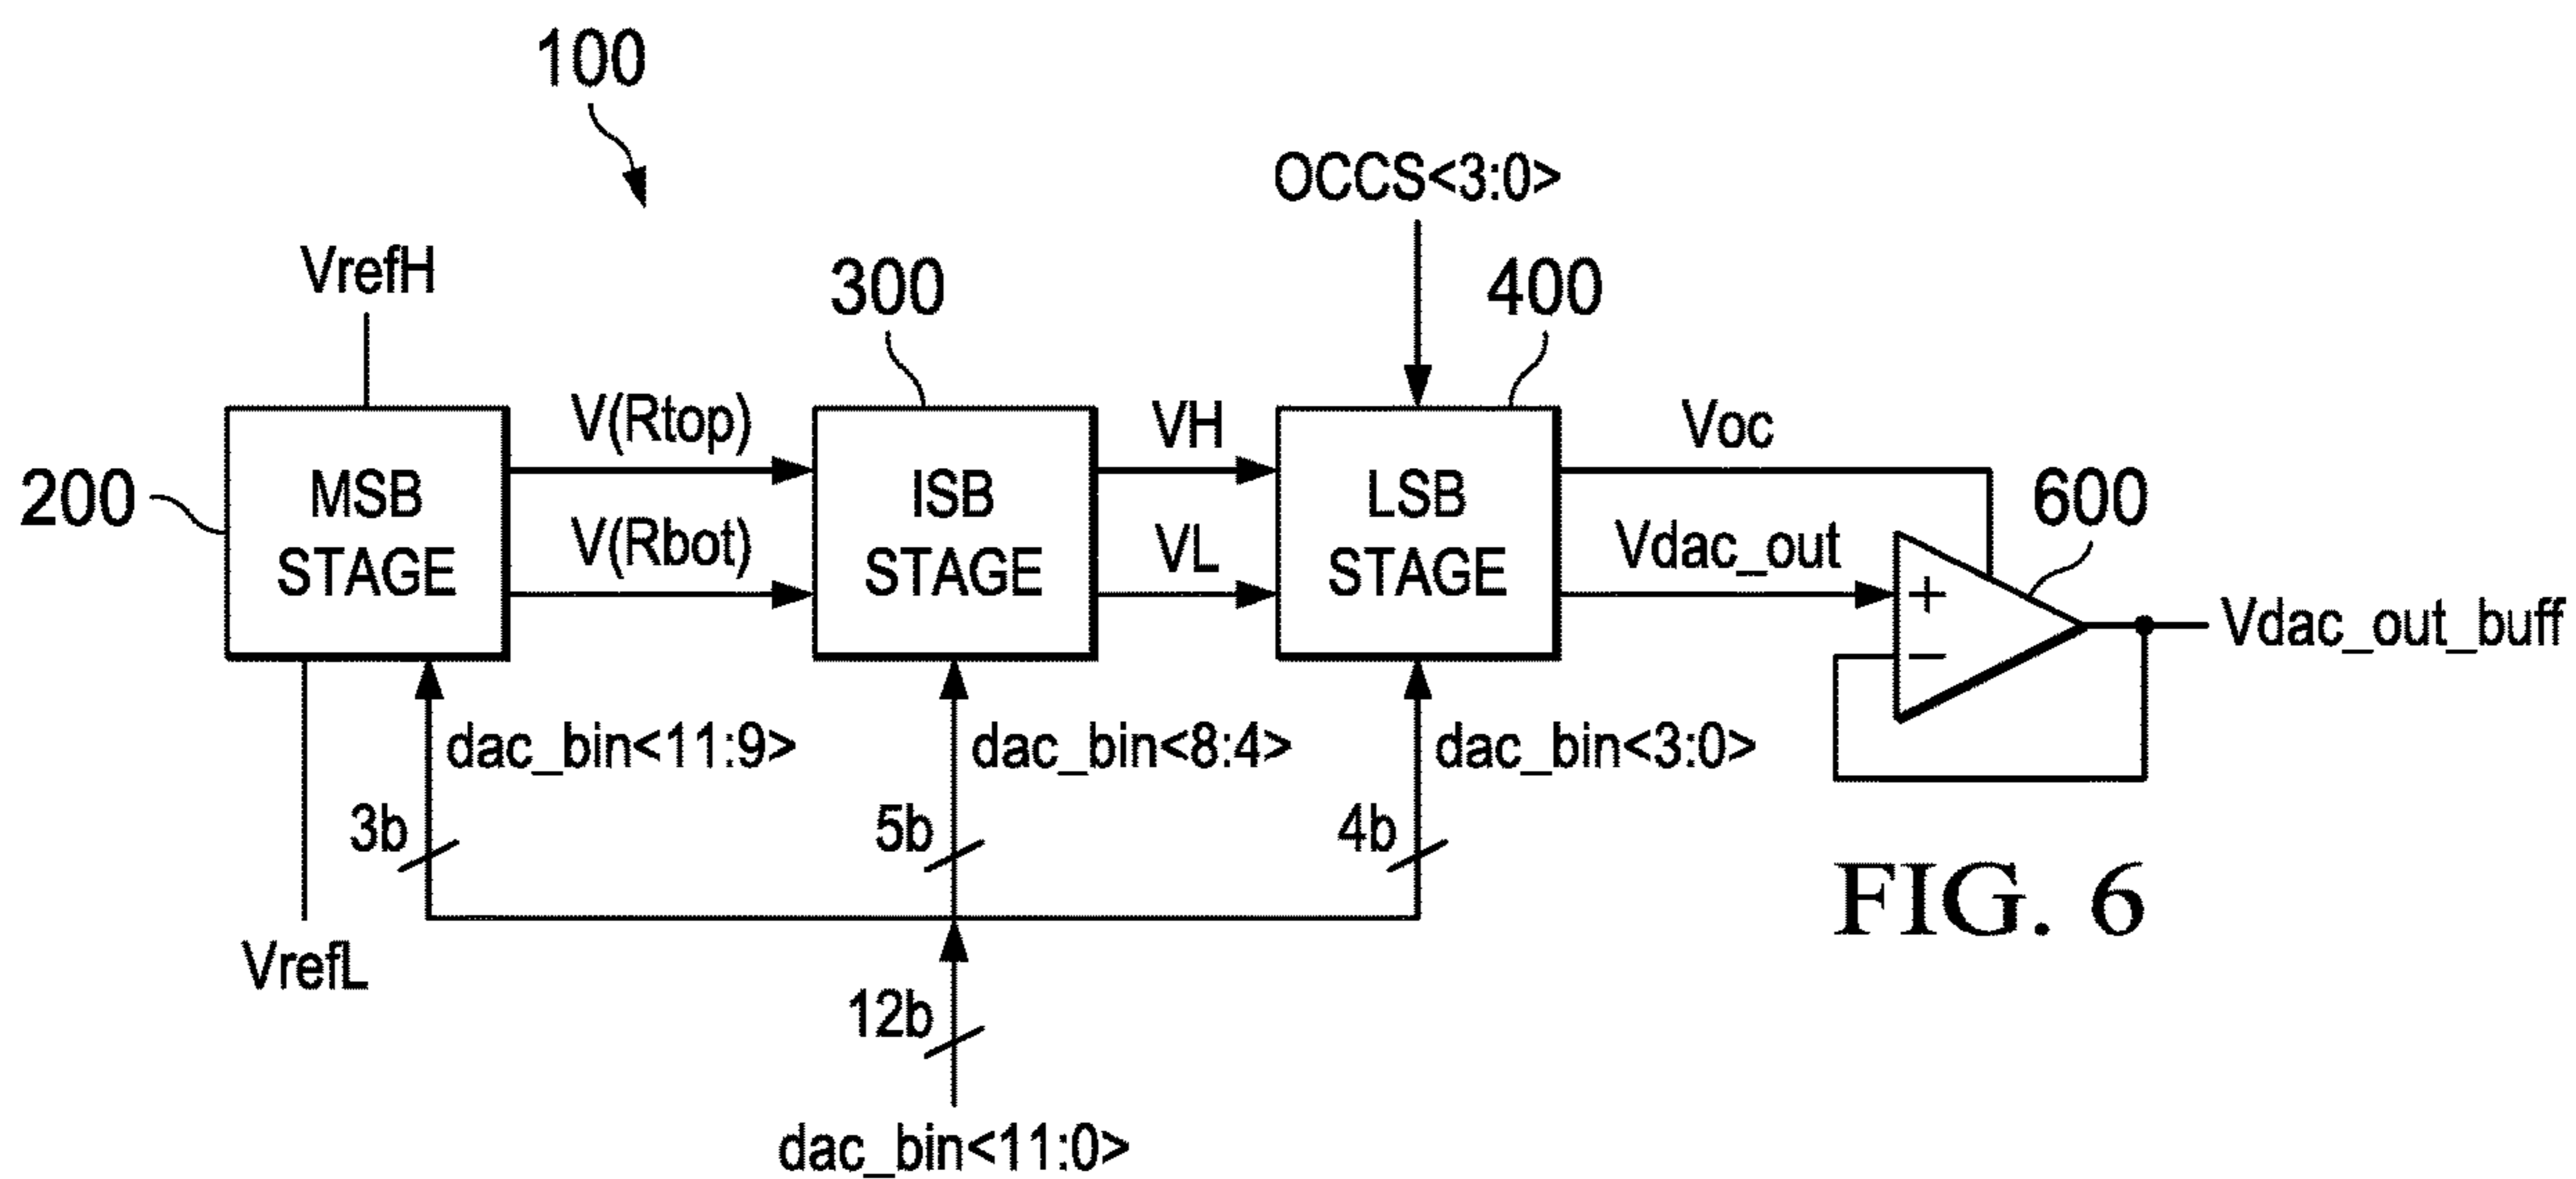 100
OCCS<3:0>
VrefH
300
400
V(Rtop)
VH
Voc
200
MSB
STAGE
ISB
STAGE
LSB
STAGE
600
V(Rbot)
VL
Vdac_out
+
−
Vdac_out_buff
dac_bin<11:9>
dac_bin<8:4>
dac_bin<3:0>
3b
5b
4b
FIG. 6
VrefL
12b
dac_bin<11:0>